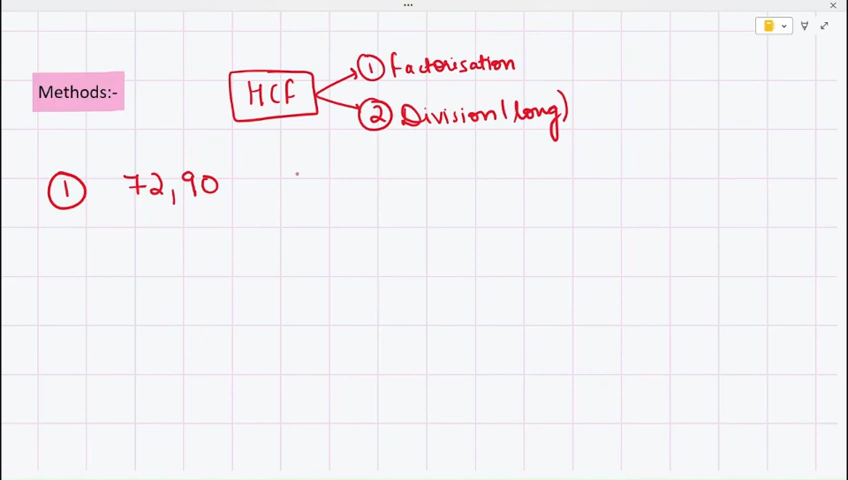 ① factorisation
Methods:-
HCF
② Division(long)
① 72,90